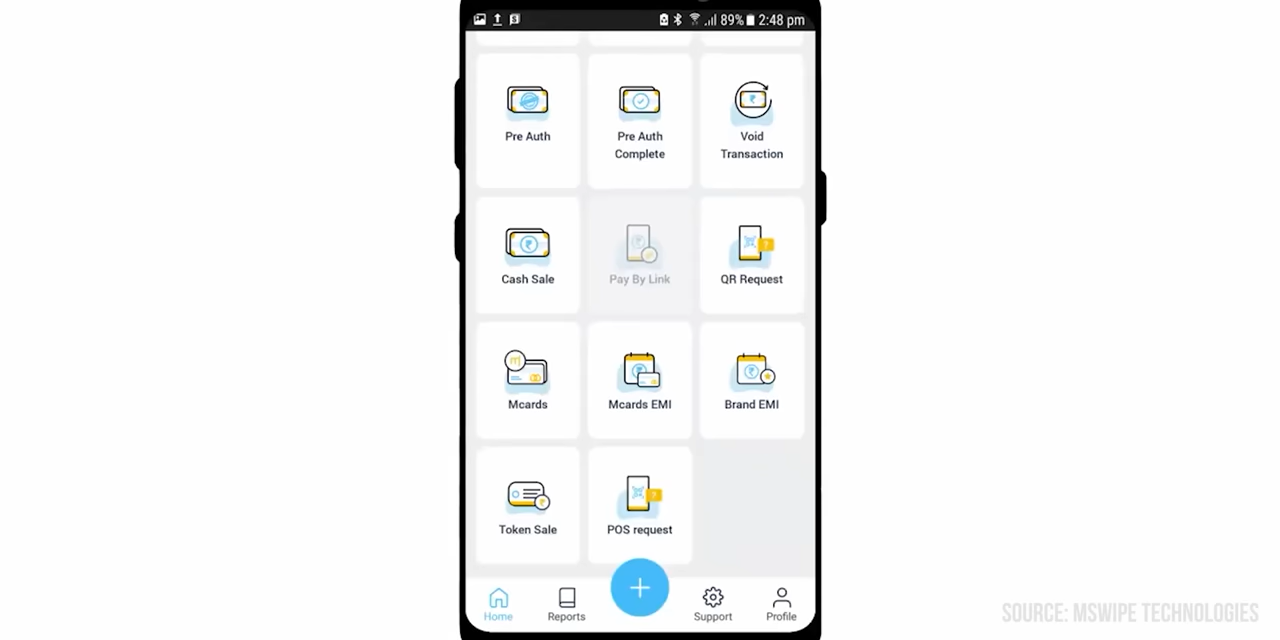 89% 2:48 pm
Pre Auth
Pre Auth
Complete
Void
Transaction
Cash Sale
Pay By Link
QR Request
Mcards
Mcards EMI
Brand EMI
Token Sale
POS request
Home
Reports
Support
Profile
SOURCE: MSWIPE TECHNOLOGIES